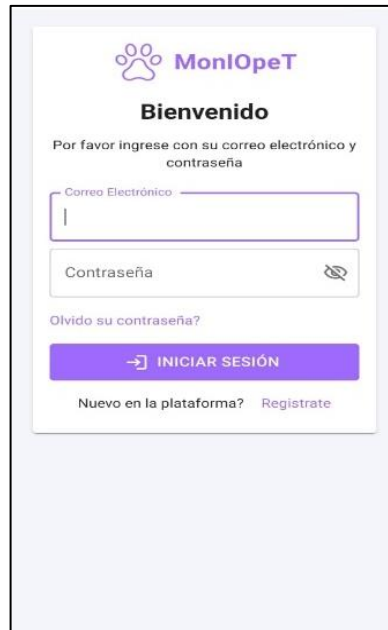 MonIOpeT
Bienvenido
Por favor ingrese con su correo electrónico y
contraseña
Correo Electrónico
Contraseña
Olvido su contraseña?
INICIAR SESIÓN
Nuevo en la plataforma? Registrate